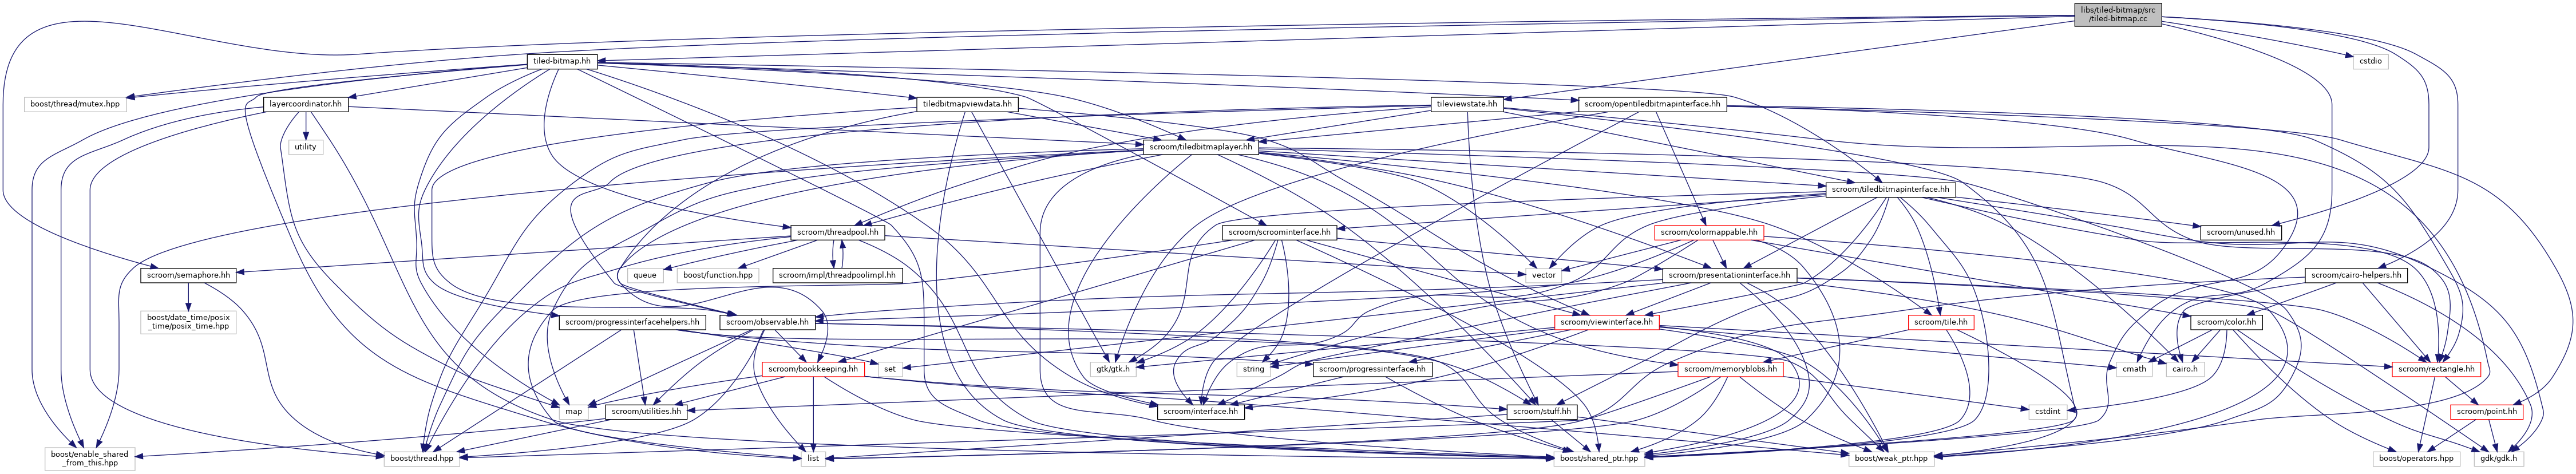 libs/tiled-bitmap/src
/tiled-bitmap.cc
tiled-bitmap.hh
cstdio
boost/thread/mutex.hpp
layercoordinator.hh
tiledbitmapviewdata.hh
tileviewstate.hh
scroom/opentiledbitmapinterface.hh
utility
scroom/tiledbitmaplayer.hh
scroom/tiledbitmapinterface.hh
scroom/threadpool.hh
scroom/scroominterface.hh
scroom/colormappable.hh
scroom/unused.hh
scroom/semaphore.hh
queue
boost/function.hpp
scroom/impl/threadpoolimpl.hh
vector
scroom/presentationinterface.hh
scroom/cairo-helpers.hh
boost/date_time/posix
_time/posix_time.hpp
scroom/progressinterfacehelpers.hh
scroom/observable.hh
scroom/viewinterface.hh
scroom/tile.hh
scroom/color.hh
scroom/bookkeeping.hh
set
gtk/gtk.h
string
scroom/progressinterface.hh
scroom/memoryblobs.hh
cmath
cairo.h
scroom/rectangle.hh
map
scroom/utilities.hh
scroom/interface.hh
scroom/stuff.hh
cstdint
scroom/point.hh
boost/enable_shared
_from_this.hpp
boost/thread.hpp
list
boost/shared_ptr.hpp
boost/weak_ptr.hpp
boost/operators.hpp
gdk/gdk.h